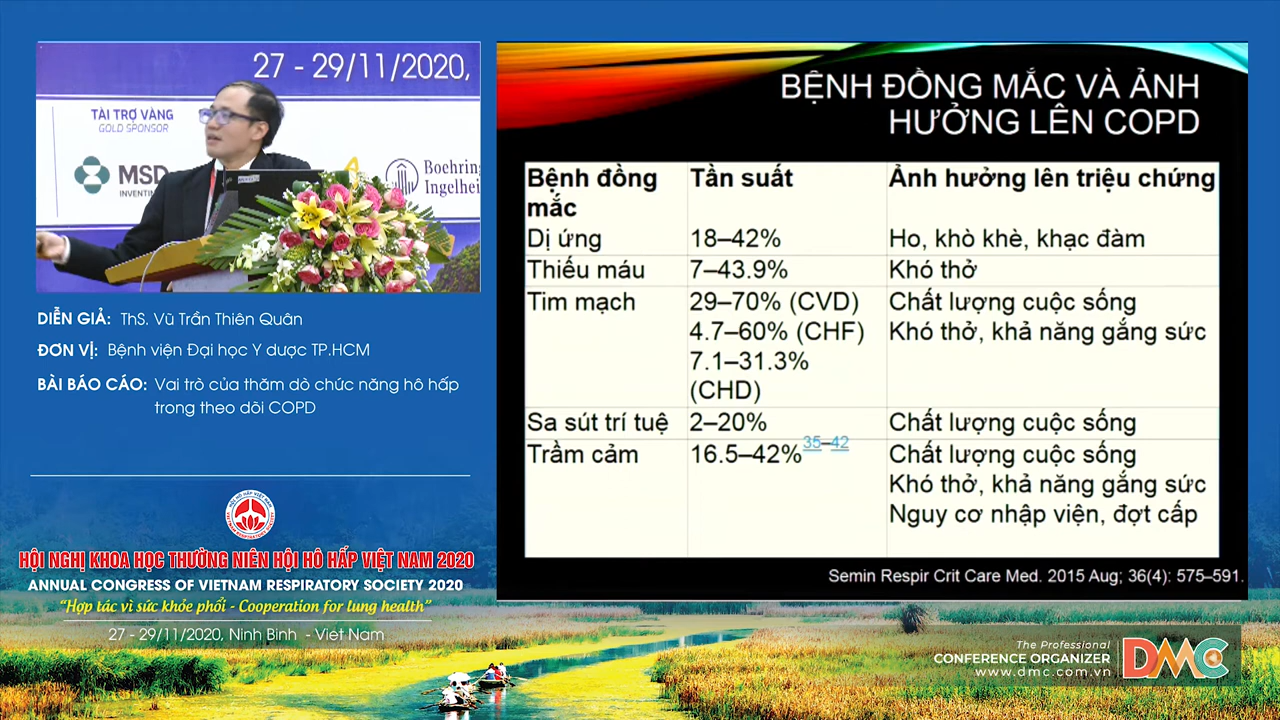 27 - 29/11/2020,
TÀI TRỢ VÀNG
GOLD SPONSOR
MSD
INVENTIN
Boehring
Ingelhei
DIỄN GIẢ: ThS. Vũ Trần Thiên Quân
ĐƠN VỊ: Bệnh viện Đại học Y dược TP.HCM
BÀI BÁO CÁO: Vai trò của thăm dò chức năng hô hấp
trong theo dõi COPD
HỘI HÔ HẤP VIỆT NAM
VIETNAM RESPIRATORY SOCIETY
HỘI NGHỊ KHOA HỌC THƯỜNG NIÊN HỘI HÔ HẤP VIỆT NAM 2020
ANNUAL CONGRESS OF VIETNAM RESPIRATORY SOCIETY 2020
“Hợp tác vì sức khỏe phổi - Cooperation for lung health”
27 - 29/11/2020, Ninh Bình - Viet Nam
BỆNH ĐỒNG MẮC VÀ ẢNH
HƯỞNG LÊN COPD
Bệnh đồng mắc Tần suất Ảnh hưởng lên triệu chứng
Dị ứng 18–42% Ho, khò khè, khạc đàm
Thiếu máu 7–43.9% Khó thở
Tim mạch 29–70% (CVD) Chất lượng cuộc sống
4.7–60% (CHF) Khó thở, khả năng gắng sức
7.1–31.3%
(CHD)
Sa sút trí tuệ 2–20% Chất lượng cuộc sống
Trầm cảm 16.5–42%35–42 Chất lượng cuộc sống
Khó thở, khả năng gắng sức
Nguy cơ nhập viện, đợt cấp
Semin Respir Crit Care Med. 2015 Aug; 36(4): 575–591.
The Professional
CONFERENCE ORGANIZER
www.dmc.com.vn
DMC